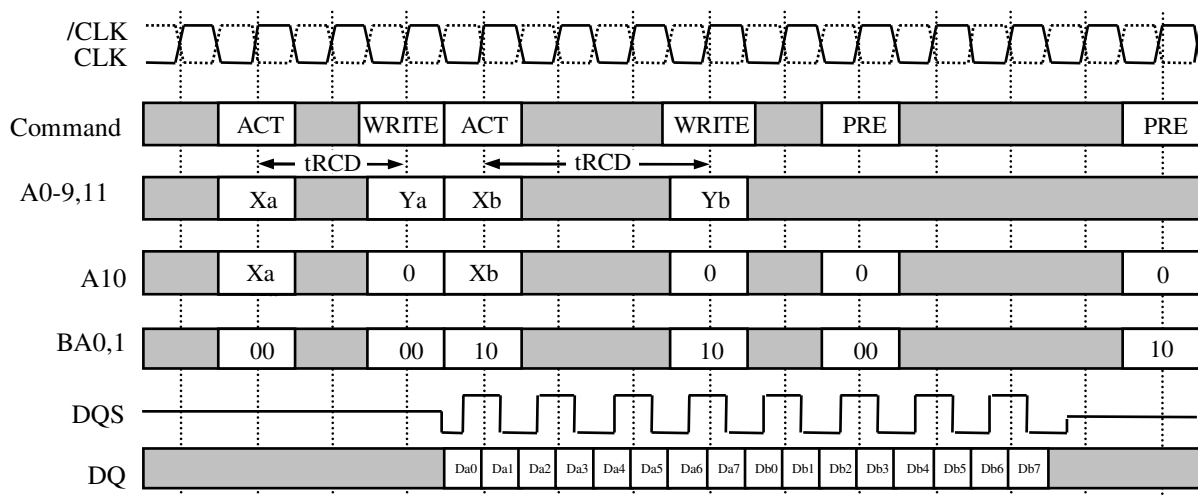 /CLK
CLK
Command ACT WRITE ACT WRITE PRE PRE
tRCD tRCD
A0-9,11 Xa Ya Xb Yb
A10 Xa 0 Xb 0 0 0
BA0,1 00 00 10 10 00 10
DQS
DQ Da0 Da1 Da2 Da3 Da4 Da5 Da6 Da7 Db0 Db1 Db2 Db3 Db4 Db5 Db6 Db7